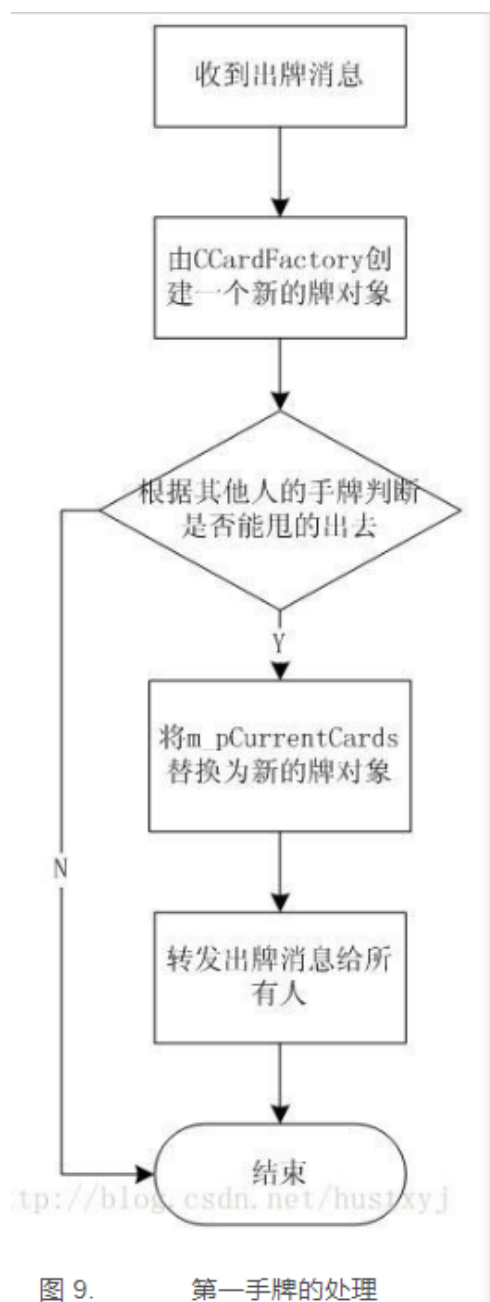 收到出牌消息
由CCardFactory创
建一个新的牌对象
根据其他人的手牌判断
是否能甩的出去
Y
将m_pCurrentCards
替换为新的牌对象
N
转发出牌消息给所
有人
结束
tp://blog.csdn.net/hustxyj
图 9. 第一手牌的处理